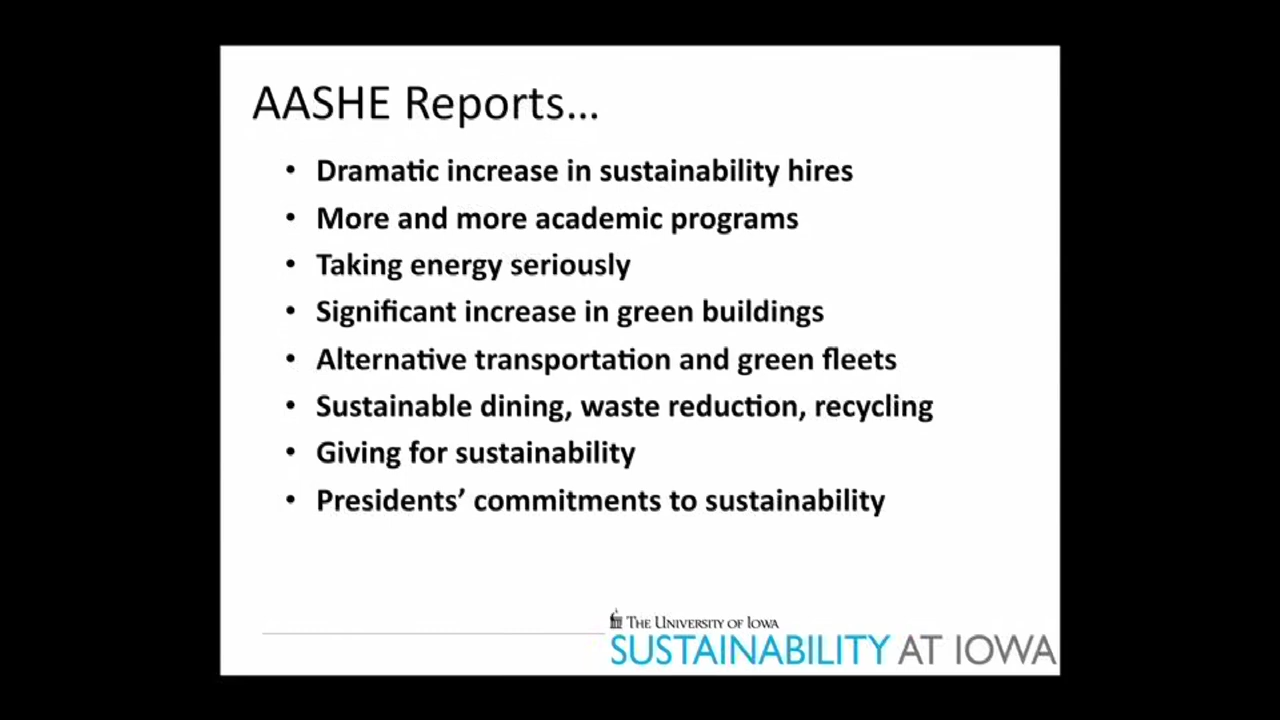 AASHE Reports...
• Dramatic increase in sustainability hires
• More and more academic programs
• Taking energy seriously
• Significant increase in green buildings
• Alternative transportation and green fleets
• Sustainable dining, waste reduction, recycling
• Giving for sustainability
• Presidents’ commitments to sustainability
THE UNIVERSITY OF IOWA
SUSTAINABILITY AT IOWA